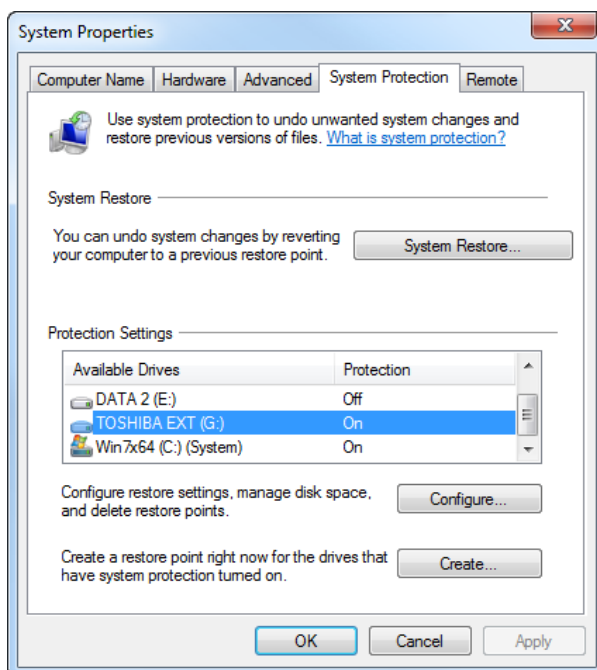 System Properties
Computer Name Hardware Advanced System Protection Remote
Use system protection to undo unwanted system changes and
restore previous versions of files. What is system protection?
System Restore
You can undo system changes by reverting
your computer to a previous restore point.
System Restore...
Protection Settings
Available Drives Protection
DATA 2 (E:) Off
TOSHIBA EXT (G:) On
Win7x64 (C:) (System) On
Configure restore settings, manage disk space,
and delete restore points.
Configure...
Create a restore point right now for the drives that
have system protection turned on.
Create...
OK Cancel Apply